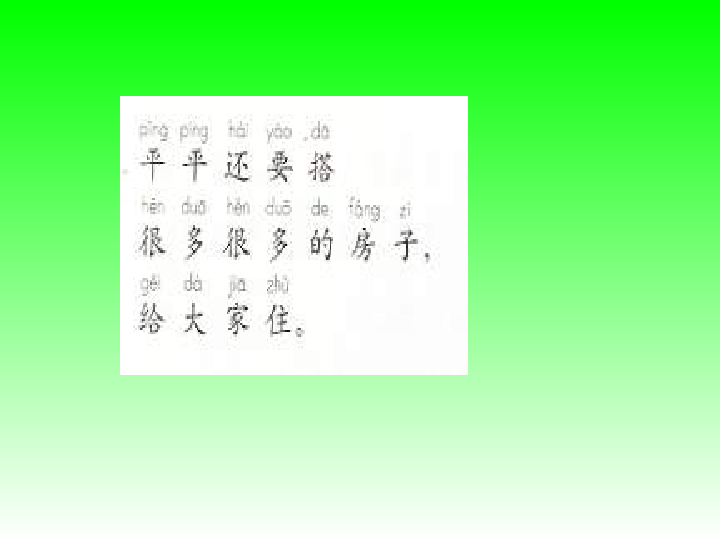 píng píng hái yào dā
平平还要搭
hěn duō hěn duō de fáng zi
很多很多的房子，
gěi dà jiā zhù
给大家住。